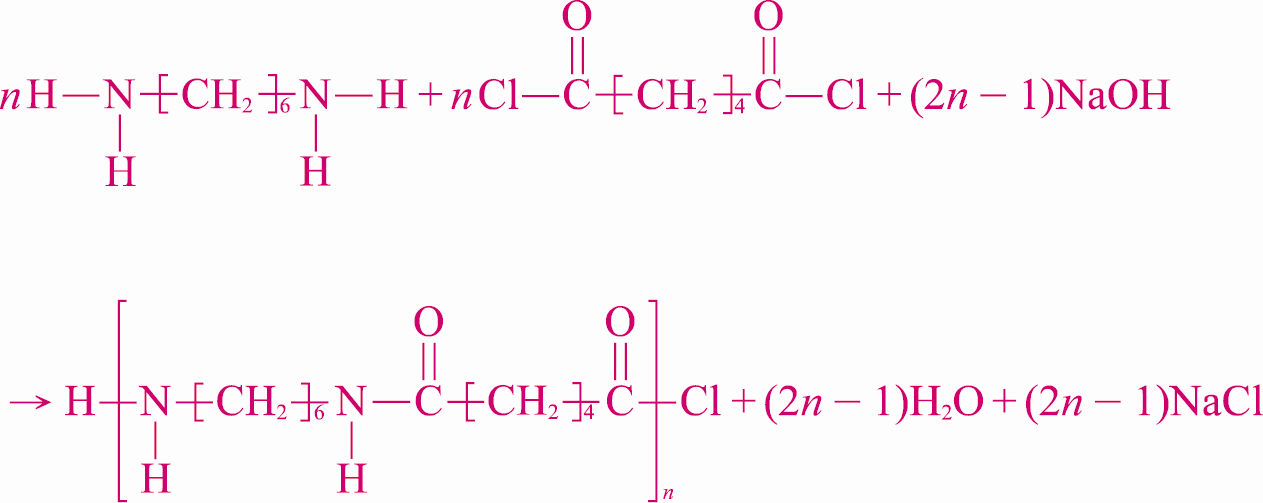 O O
nH—N—[CH₂]₆—N—H + nCl—C—[CH₂]₄—C—Cl + (2n − 1)NaOH
H H
O O
→ H—[N—[CH₂]₆—N—C—[CH₂]₄—C]ₙ—Cl + (2n − 1)H₂O + (2n − 1)NaCl
H H